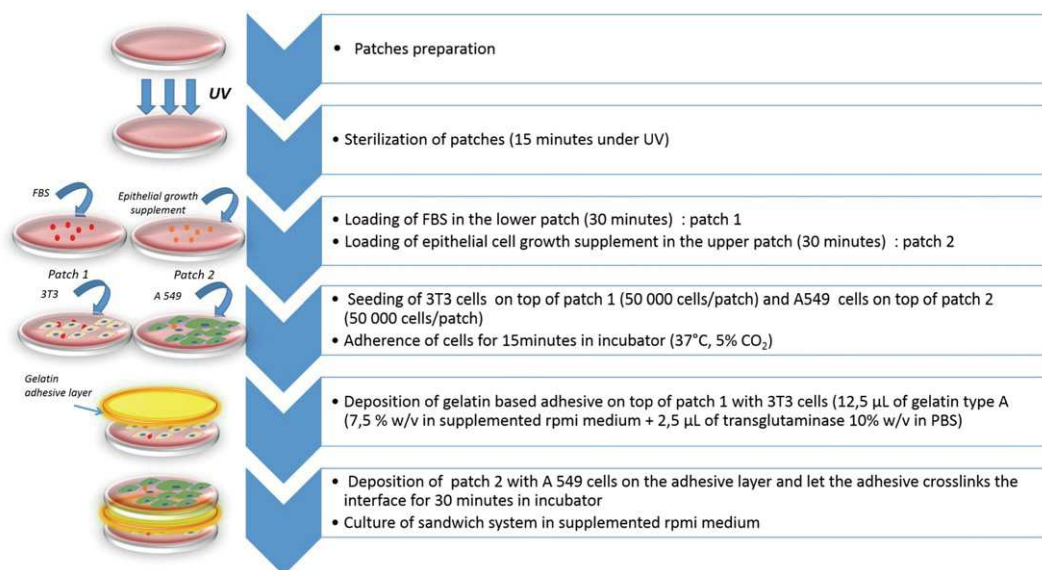 • Patches preparation
UV
• Sterilization of patches (15 minutes under UV)
FBS
Epithelial growth
supplement
• Loading of FBS in the lower patch (30 minutes) : patch 1
• Loading of epithelial cell growth supplement in the upper patch (30 minutes) : patch 2
Patch 1
Patch 2
3T3
A 549
• Seeding of 3T3 cells on top of patch 1 (50 000 cells/patch) and A549 cells on top of patch 2
(50 000 cells/patch)
• Adherence of cells for 15minutes in incubator (37°C, 5% CO₂)
Gelatin
adhesive layer
• Deposition of gelatin based adhesive on top of patch 1 with 3T3 cells (12,5 µL of gelatin type A
(7,5 % w/v in supplemented rpmi medium + 2,5 µL of transglutaminase 10% w/v in PBS)
• Deposition of patch 2 with A 549 cells on the adhesive layer and let the adhesive crosslinks the
interface for 30 minutes in incubator
• Culture of sandwich system in supplemented rpmi medium